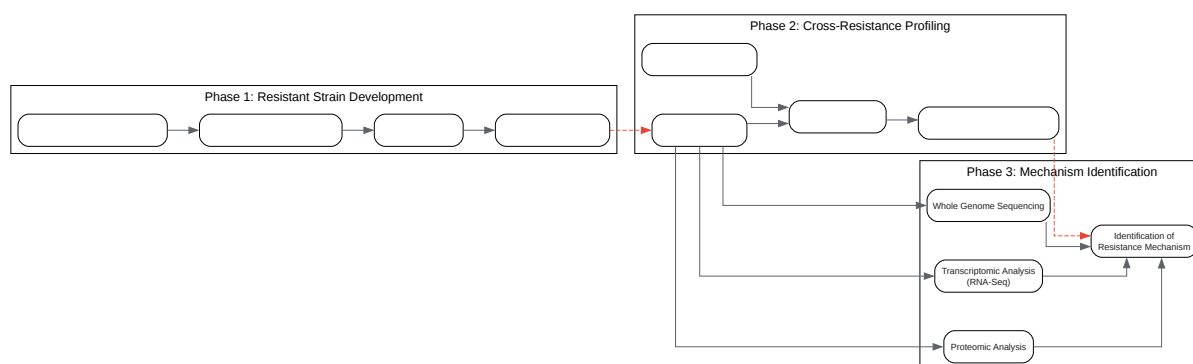 Phase 2: Cross-Resistance Profiling
Phase 1: Resistant Strain Development
Phase 3: Mechanism Identification
Whole Genome Sequencing
Identification of
Resistance Mechanism
Transcriptomic Analysis
(RNA-Seq)
Proteomic Analysis